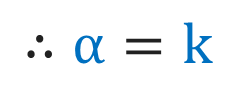 ∴ α = k